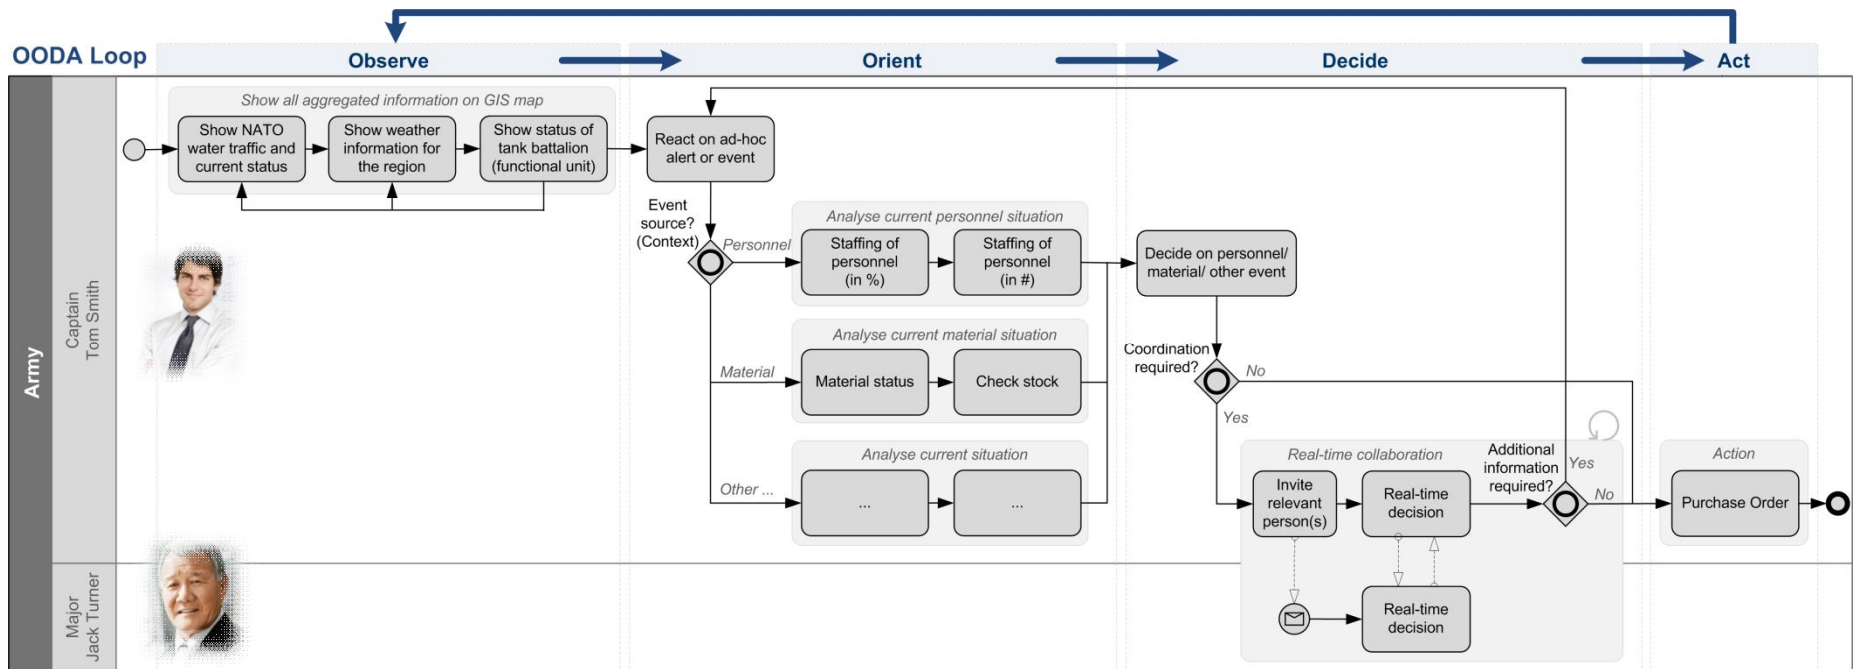 OODA Loop
Observe
Orient
Decide
Act
Army
Captain
Tom Smith
Show all aggregated information on GIS map
Show NATO
water traffic and
current status
Show weather
information for
the region
Show status of
tank battalion
(functional unit)
React on ad-hoc
alert or event
Event
source?
(Context)
Personnel
Analyse current personnel situation
Staffing of
personnel
(in %)
Staffing of
personnel
(in #)
Decide on personnel/
material/ other event
Analyse current material situation
Material
Material status
Check stock
Coordination
required?
No
Yes
Analyse current situation
Other ...
...
...
Real-time collaboration
Invite
relevant
person(s)
Real-time
decision
Additional
information
required?
Yes
No
Action
Purchase Order
Major
Jack Turner
Real-time
decision